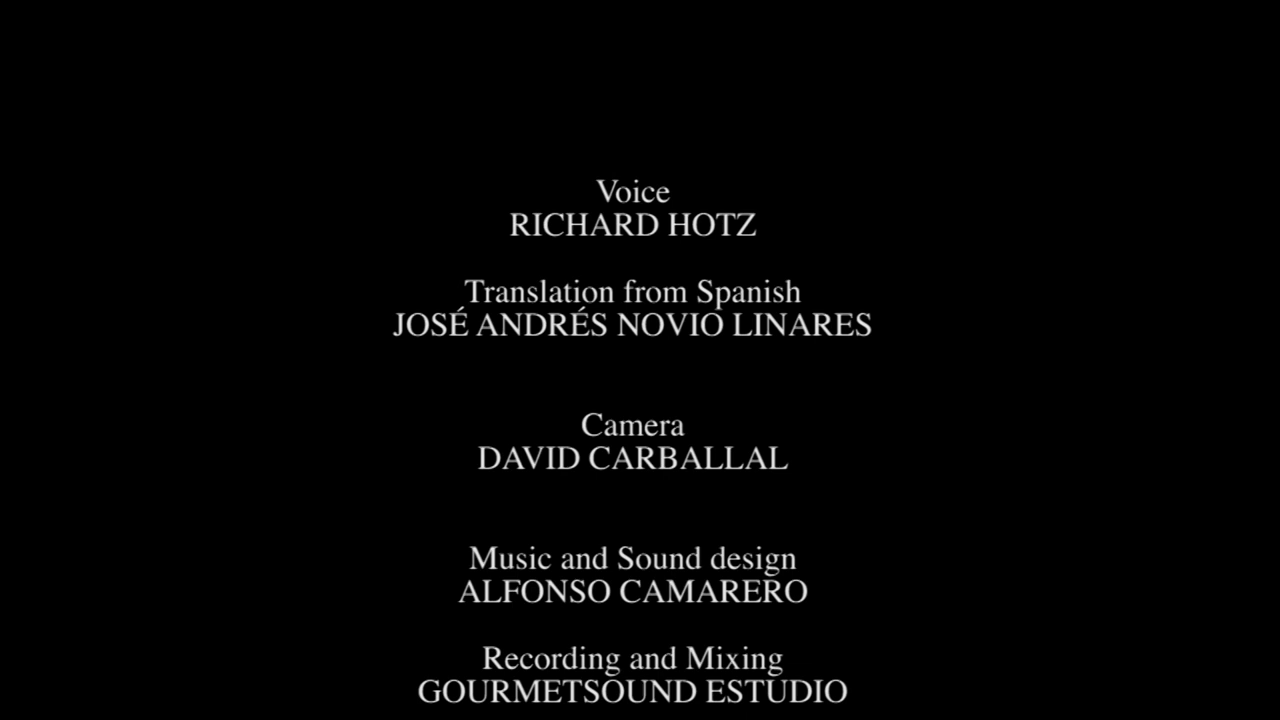 Voice
RICHARD HOTZ
Translation from Spanish
JOSÉ ANDRÉS NOVIO LINARES
Camera
DAVID CARBALLAL
Music and Sound design
ALFONSO CAMARERO
Recording and Mixing
GOURMETSOUND ESTUDIO